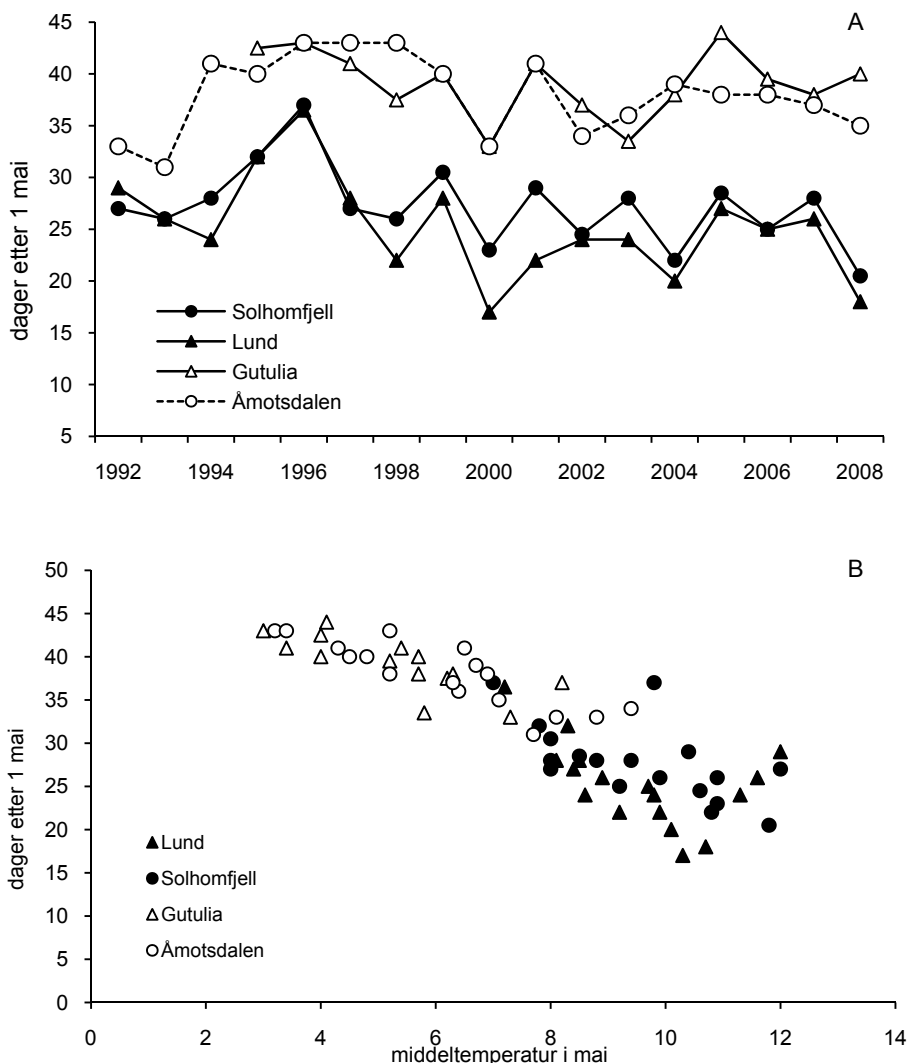 A
45
40
35
30
25
20
15
10
5
dager etter 1 mai
Solhomfjell
Lund
Gutulia
Åmotsdalen
1992 1994 1996 1998 2000 2002 2004 2006 2008
B
50
45
40
35
30
25
20
15
10
5
0
dager etter 1 mai
Lund
Solhomfjell
Gutulia
Åmotsdalen
0 2 4 6 8 10 12 14
middeltemperatur i mai